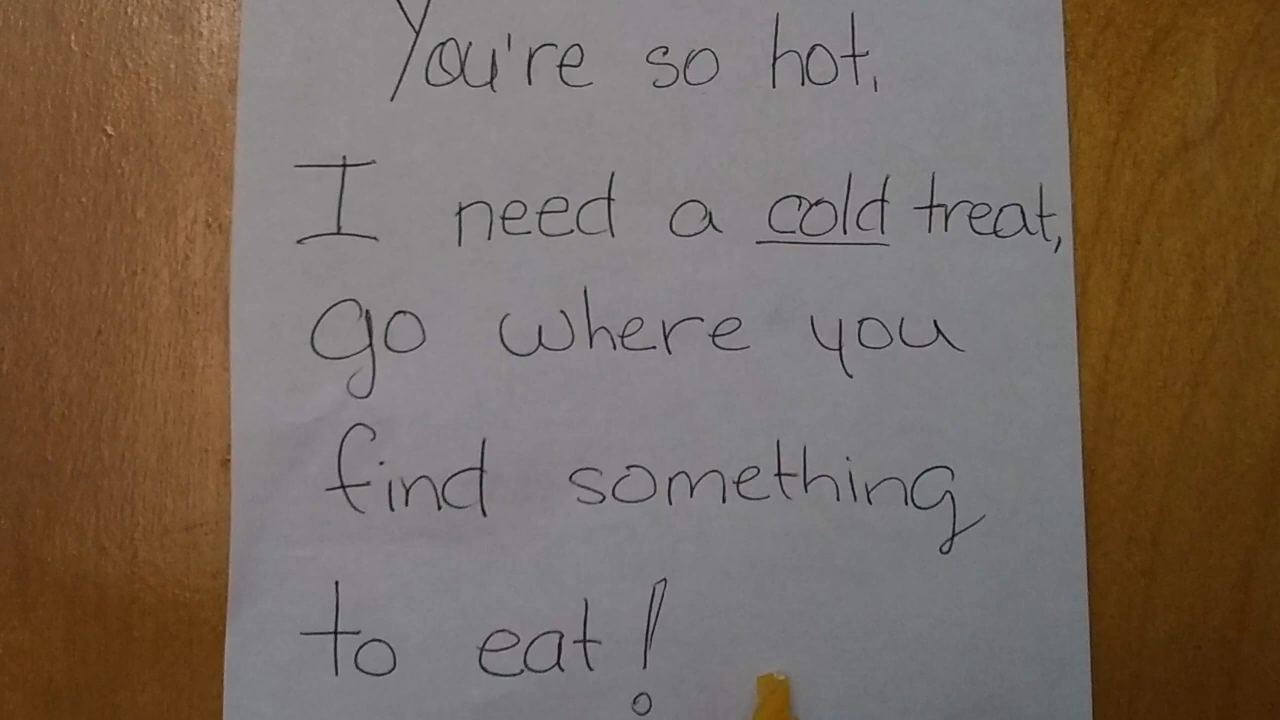 You're so hot,
I need a cold treat,
go where you
find something
to eat!